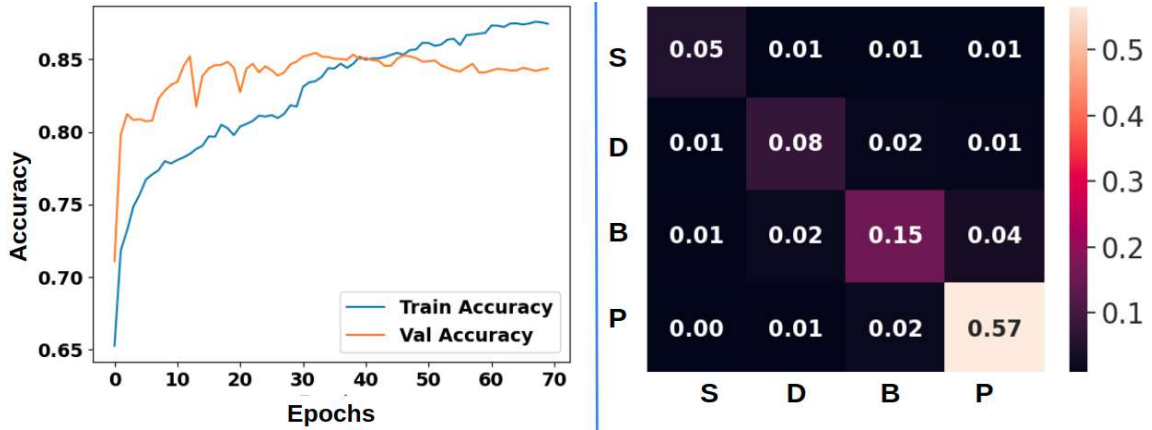 0.85
0.80
0.75
0.70
0.65
Accuracy
0 10 20 30 40 50 60 70
Epochs
Train Accuracy
Val Accuracy
S 0.05 0.01 0.01 0.01
D 0.01 0.08 0.02 0.01
B 0.01 0.02 0.15 0.04
P 0.00 0.01 0.02 0.57
S D B P
0.5
0.4
0.3
0.2
0.1